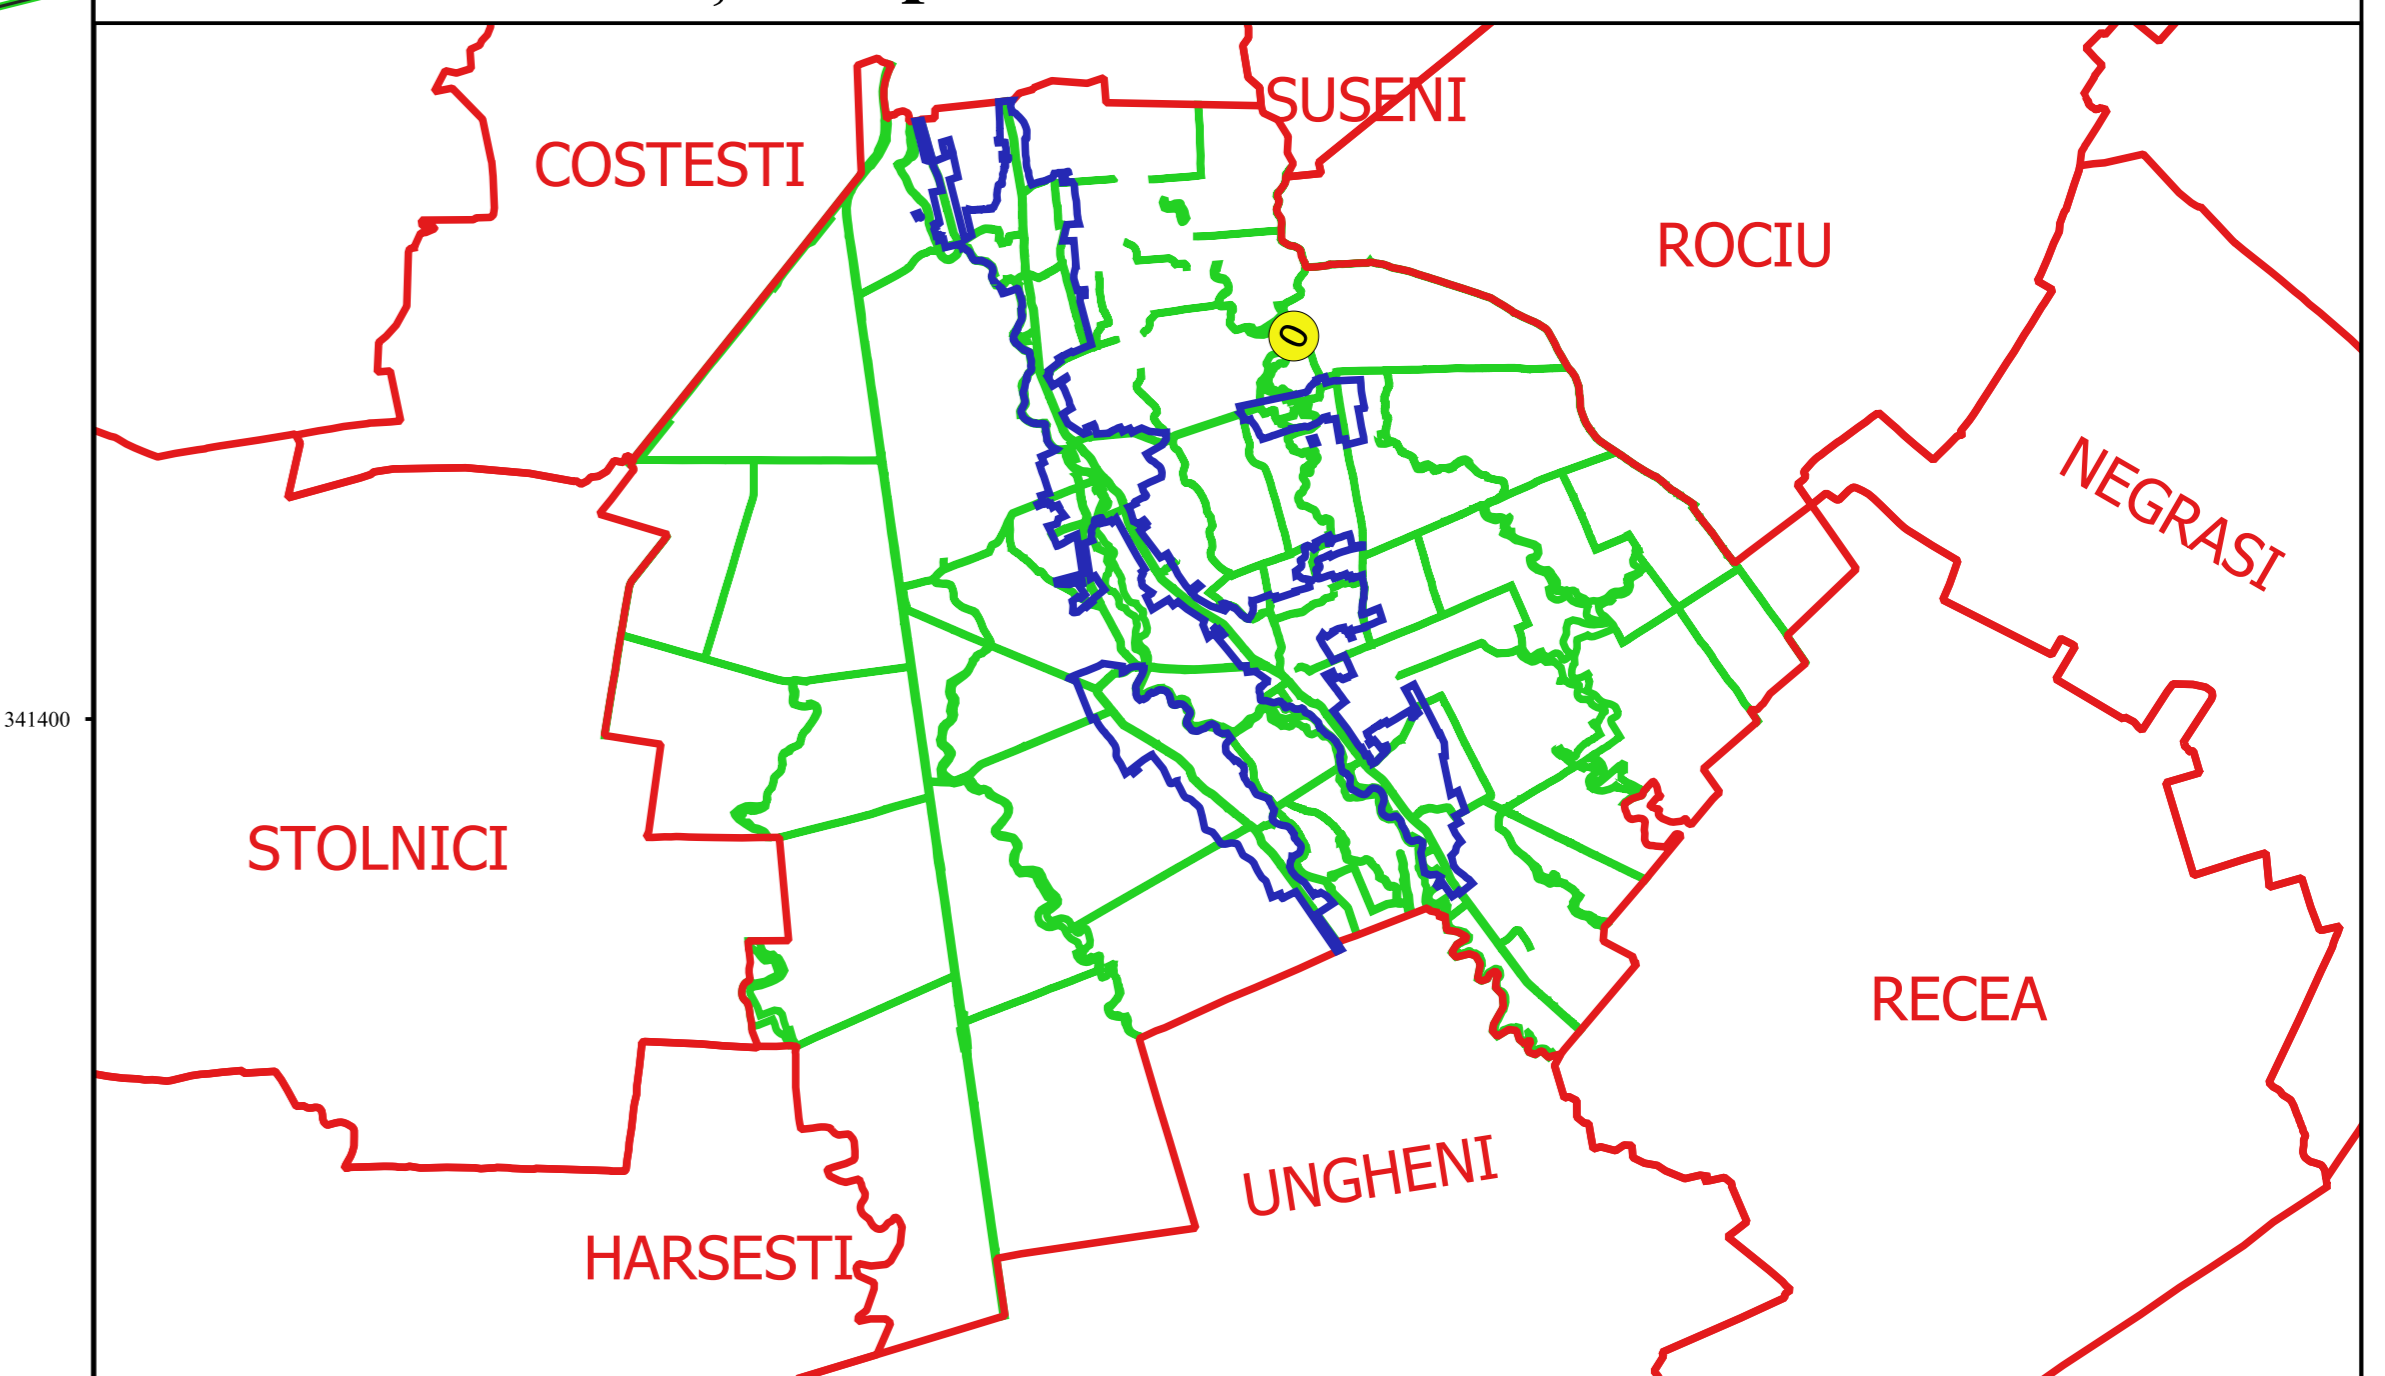 SUSENI
COSTESTI
ROCIU
0
NEGRASI
341400
STOLNICI
RECEA
UNGHENI
HARSESTI